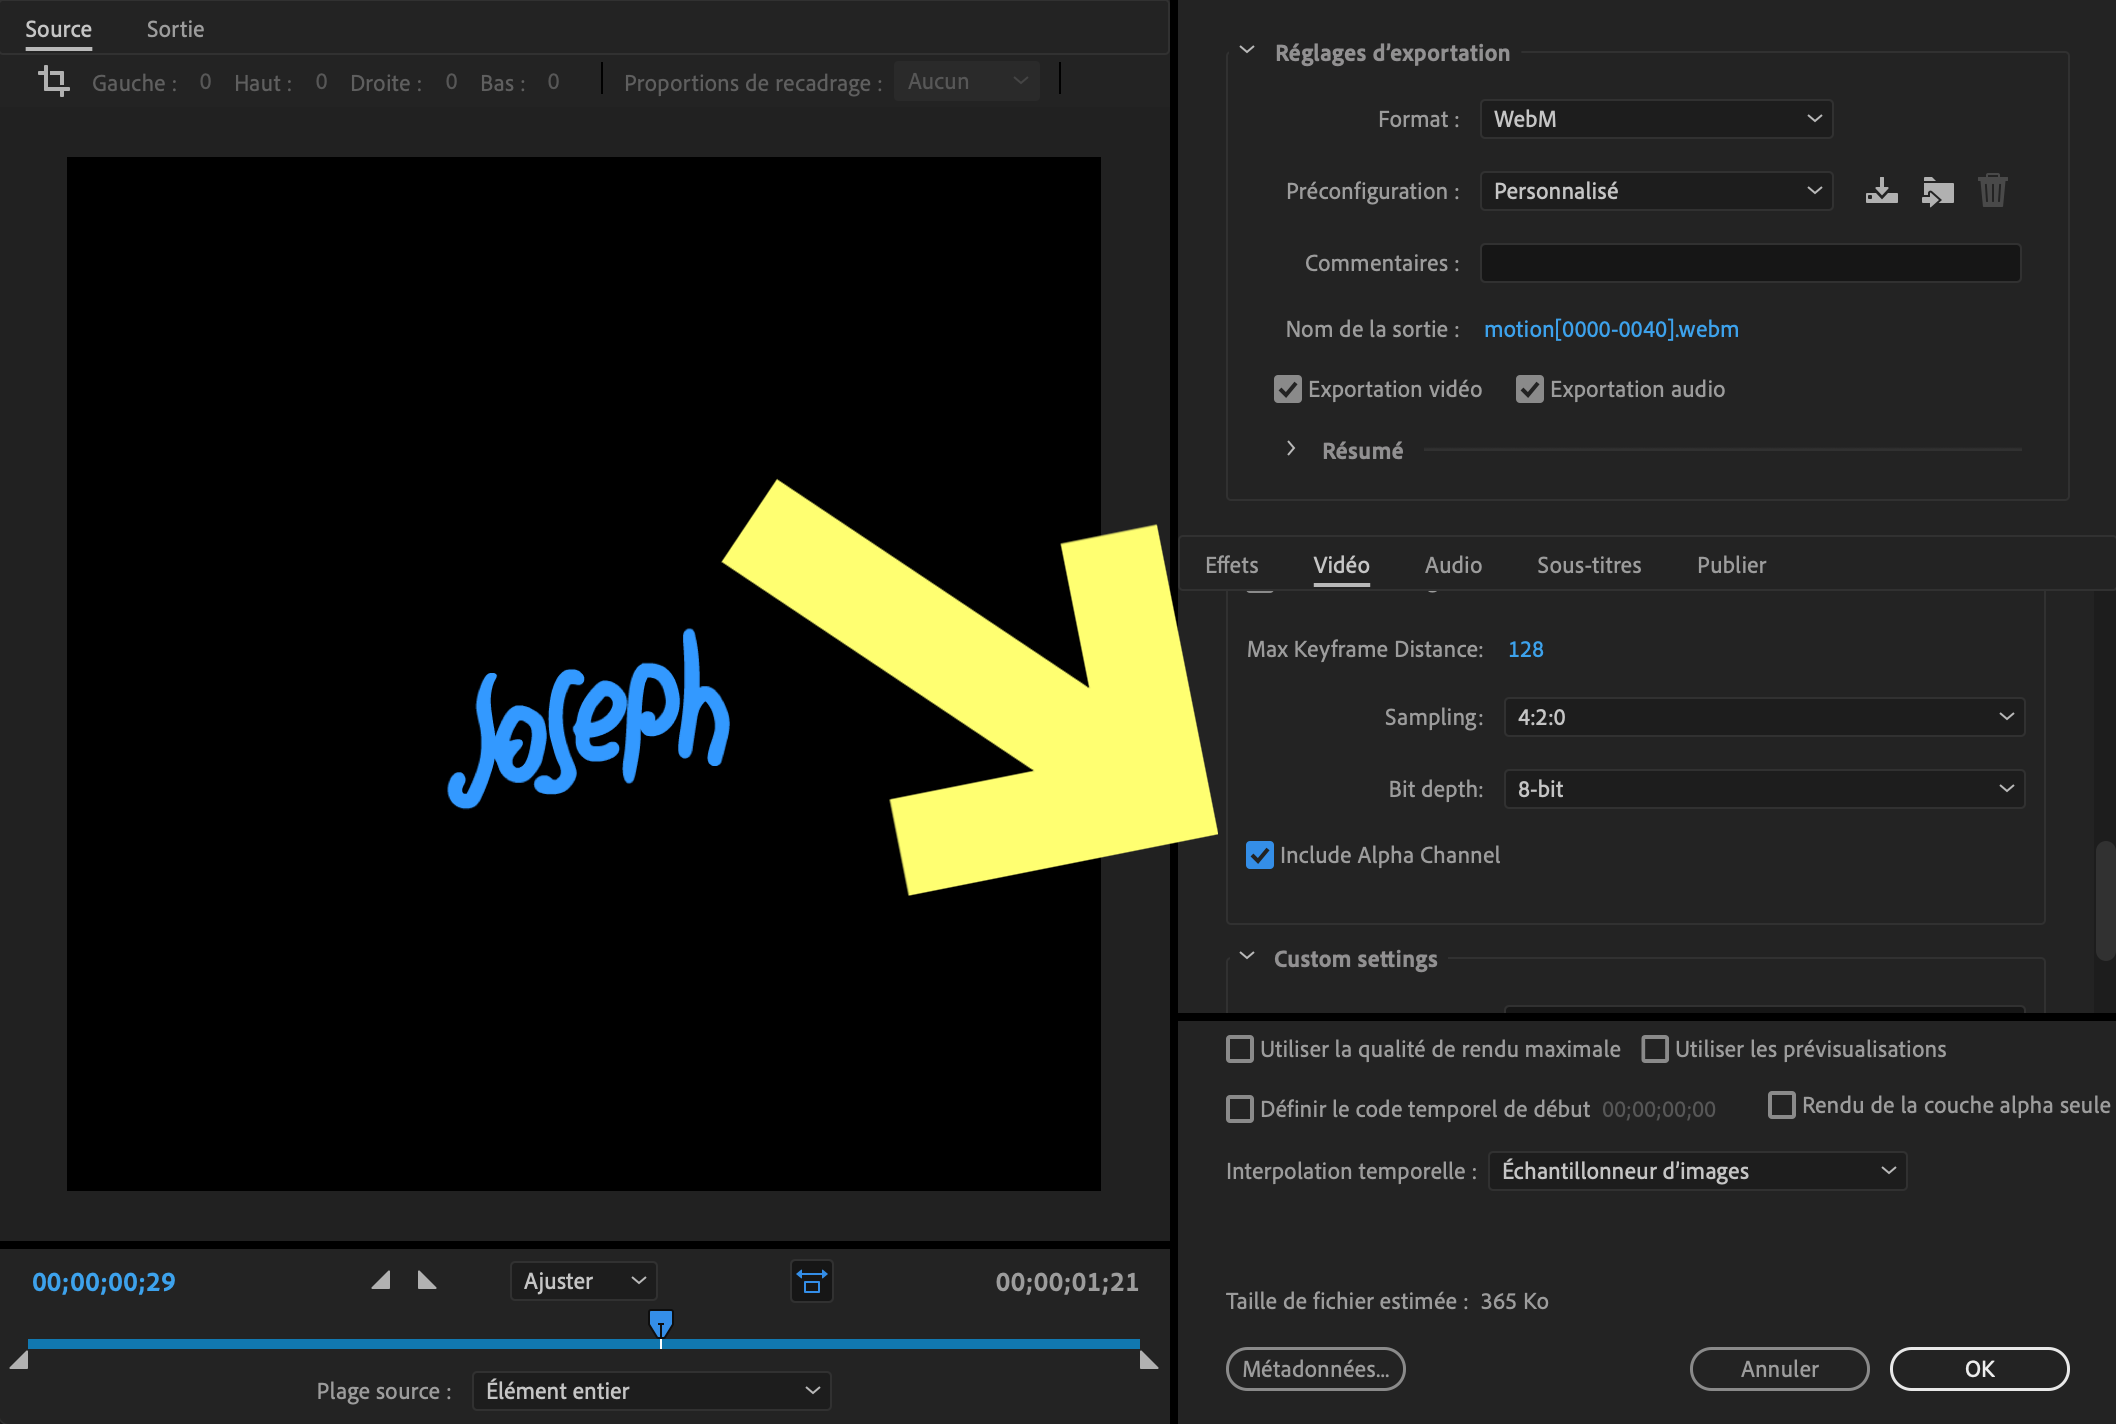 Source Sortie
Gauche : 0 Haut : 0 Droite : 0 Bas : 0 Proportions de recadrage : Aucun
Joseph
00;00;00;29 Ajuster 00;00;01;21
Plage source : Élément entier
Réglages d’exportation
Format : WebM
Préconfiguration : Personnalisé
Commentaires :
Nom de la sortie : motion[0000-0040].webm
Exportation vidéo Exportation audio
Résumé
Effets Vidéo Audio Sous-titres Publier
Max Keyframe Distance: 128
Sampling: 4:2:0
Bit depth: 8-bit
Include Alpha Channel
Custom settings
Utiliser la qualité de rendu maximale Utiliser les prévisualisations
Définir le code temporel de début 00;00;00;00 Rendu de la couche alpha seule
Interpolation temporelle : Échantillonneur d’images
Taille de fichier estimée : 365 Ko
Métadonnées... Annuler OK